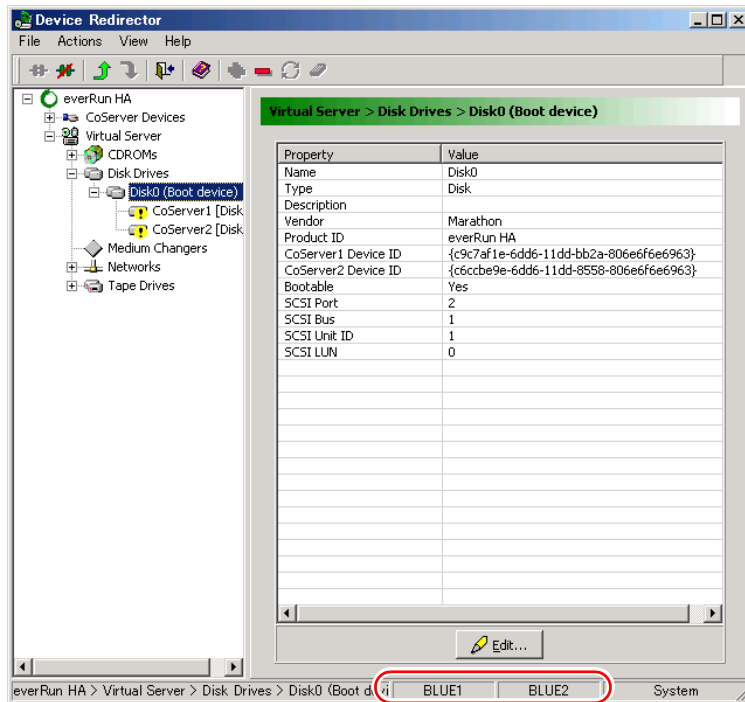 Device Redirector
File Actions View Help
everRun HA
CoServer Devices
Virtual Server
CDROMs
Disk Drives
Disk0 (Boot device)
CoServer1 [Disk
CoServer2 [Disk
Medium Changers
Networks
Tape Drives
Virtual Server > Disk Drives > Disk0 (Boot device)
Property Value
Name Disk0
Type Disk
Description
Vendor Marathon
Product ID everRun HA
CoServer1 Device ID {c9c7af1e-6dd6-11dd-bb2a-806e6f6e6963}
CoServer2 Device ID {c6ccbe9e-6dd6-11dd-8558-806e6f6e6963}
Bootable Yes
SCSI Port 2
SCSI Bus 1
SCSI Unit ID 1
SCSI LUN 0
Edit...
everRun HA > Virtual Server > Disk Drives > Disk0 (Boot devi BLUE1 BLUE2 System